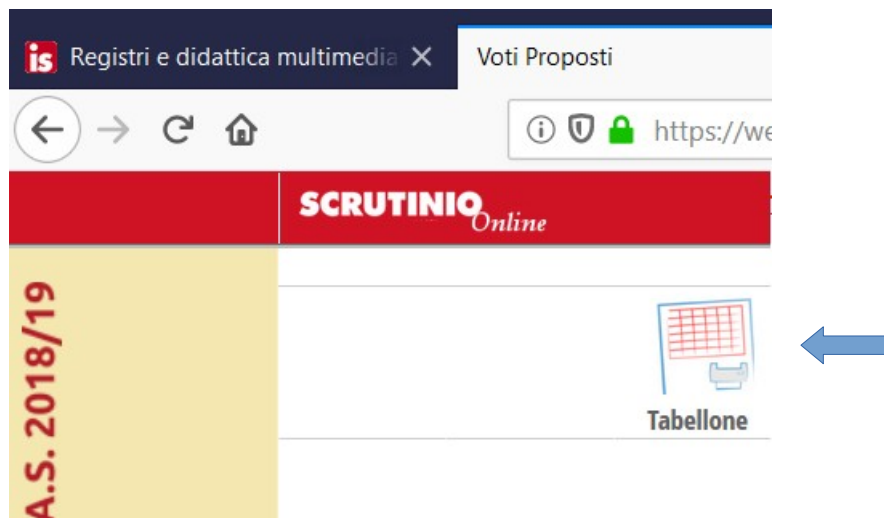 is Registri e didattica multimedia
Voti Proposti
https://we
SCRUTINIO Online
A.S. 2018/19
Tabellone